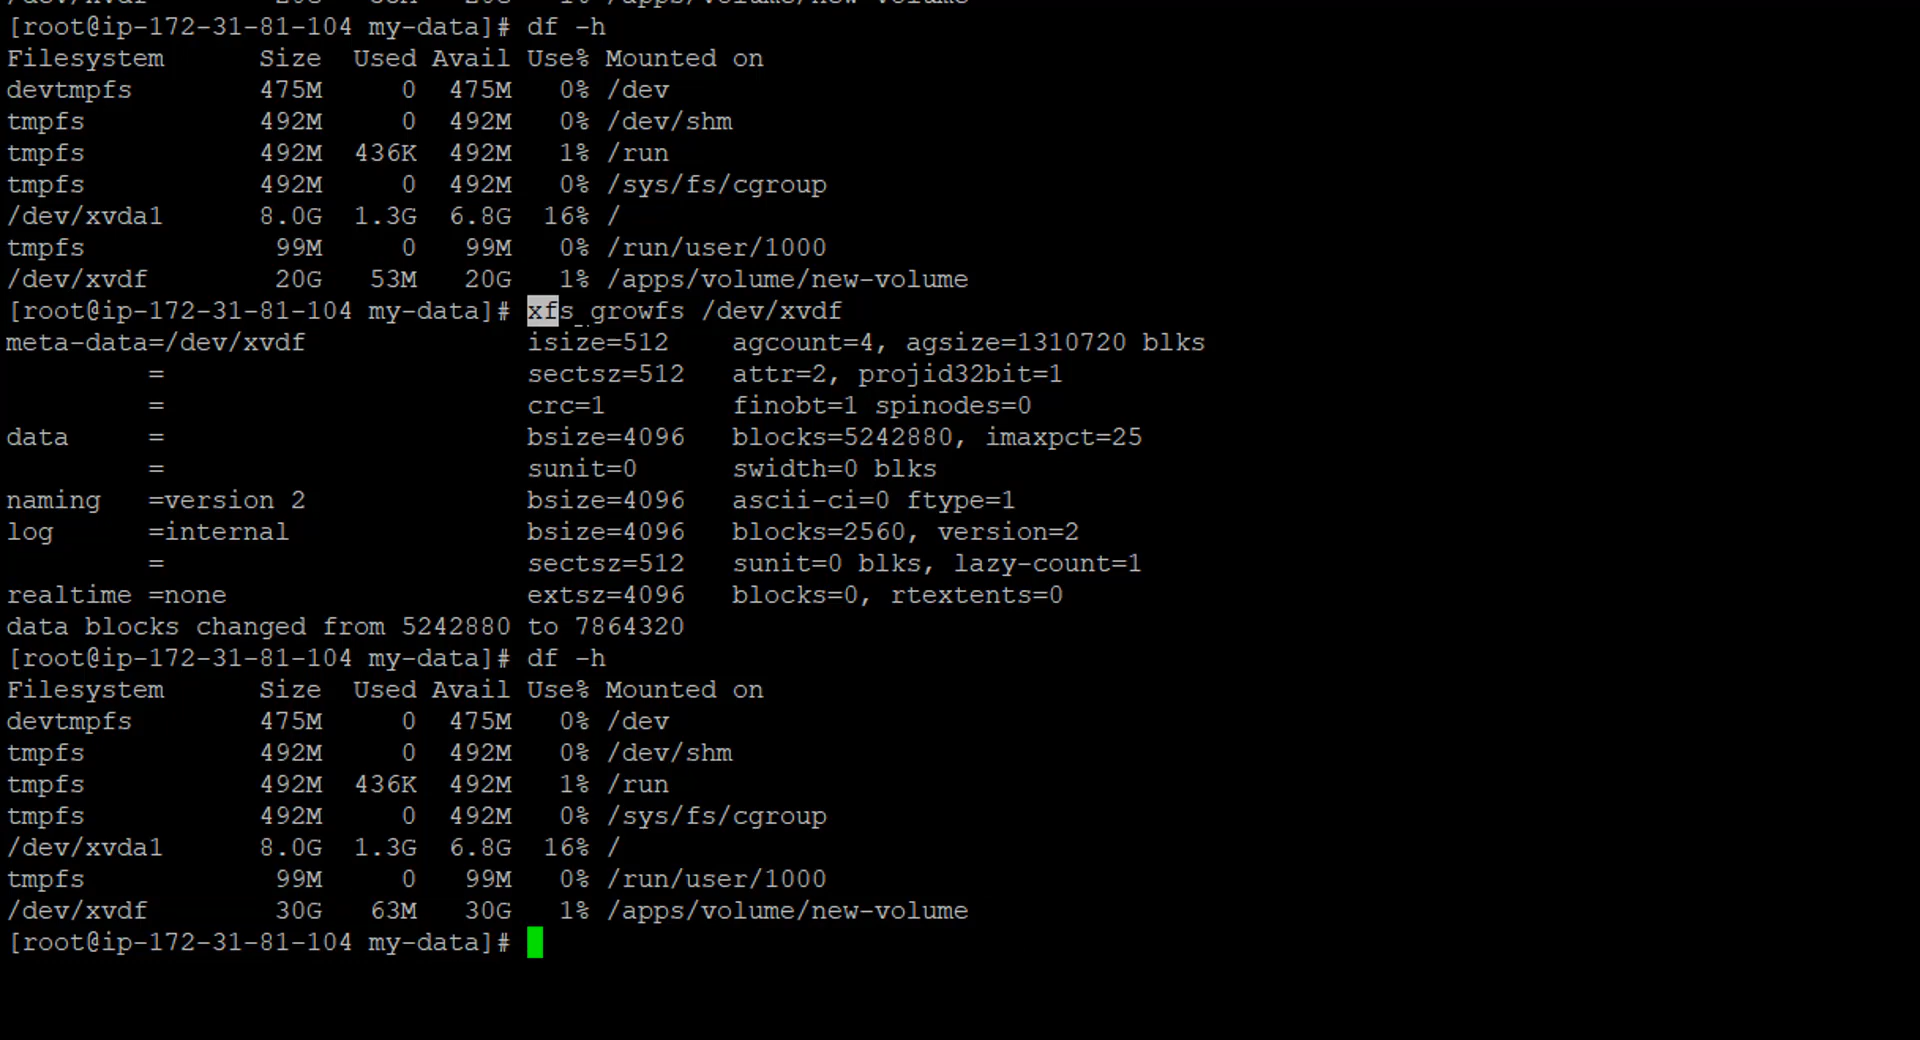 [root@ip-172-31-81-104 my-data]# df -h
Filesystem      Size  Used Avail Use% Mounted on
devtmpfs        475M     0  475M   0% /dev
tmpfs           492M     0  492M   0% /dev/shm
tmpfs           492M  436K  492M   1% /run
tmpfs           492M     0  492M   0% /sys/fs/cgroup
/dev/xvda1      8.0G  1.3G  6.8G  16% /
tmpfs            99M     0   99M   0% /run/user/1000
/dev/xvdf        20G   53M   20G   1% /apps/volume/new-volume
[root@ip-172-31-81-104 my-data]# xfs_growfs /dev/xvdf
meta-data=/dev/xvdf              isize=512    agcount=4, agsize=1310720 blks
         =                       sectsz=512   attr=2, projid32bit=1
         =                       crc=1        finobt=1 spinodes=0
data     =                       bsize=4096   blocks=5242880, imaxpct=25
         =                       sunit=0      swidth=0 blks
naming   =version 2              bsize=4096   ascii-ci=0 ftype=1
log      =internal               bsize=4096   blocks=2560, version=2
         =                       sectsz=512   sunit=0 blks, lazy-count=1
realtime =none                   extsz=4096   blocks=0, rtextents=0
data blocks changed from 5242880 to 7864320
[root@ip-172-31-81-104 my-data]# df -h
Filesystem      Size  Used Avail Use% Mounted on
devtmpfs        475M     0  475M   0% /dev
tmpfs           492M     0  492M   0% /dev/shm
tmpfs           492M  436K  492M   1% /run
tmpfs           492M     0  492M   0% /sys/fs/cgroup
/dev/xvda1      8.0G  1.3G  6.8G  16% /
tmpfs            99M     0   99M   0% /run/user/1000
/dev/xvdf        30G   63M   30G   1% /apps/volume/new-volume
[root@ip-172-31-81-104 my-data]#